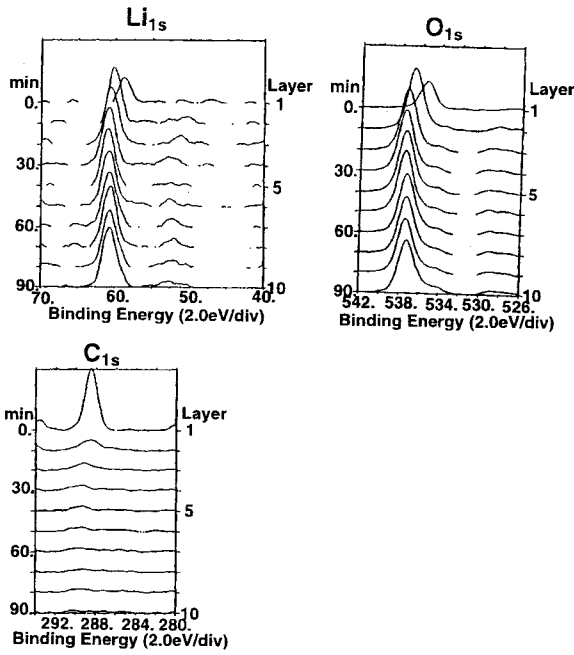 Li1s
min
Layer
0.
1
30.
5
60.
90.
10
70.
60.
50.
40.
Binding Energy (2.0eV/div)
O1s
min
Layer
0.
1
30.
5
60.
90
10
542.
538.
534.
530.
526.
Binding Energy (2.0eV/div)
C1s
min
Layer
0.
1
30.
5
60.
90.
10
292.
288.
284.
280.
Binding Energy (2.0eV/div)